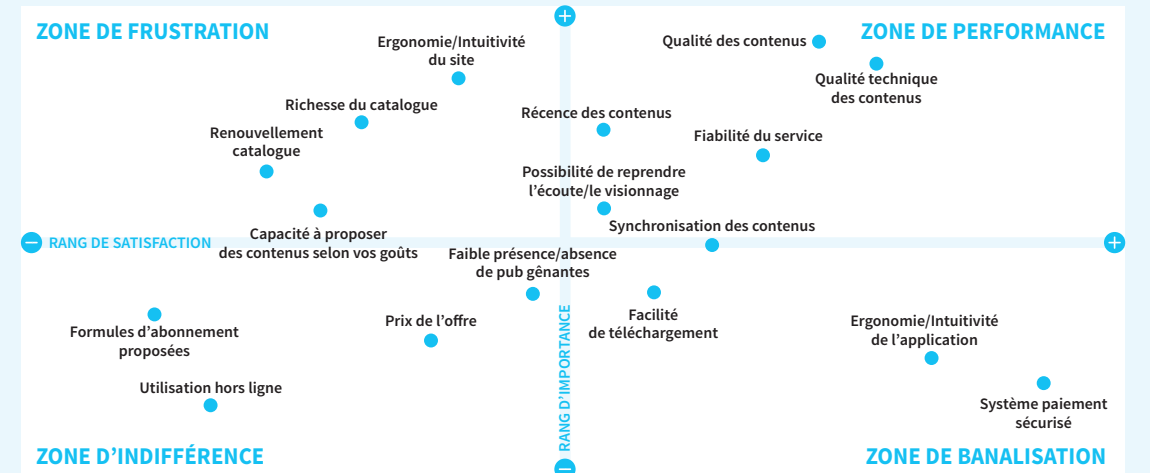 ZONE DE FRUSTRATION
ZONE DE PERFORMANCE
Ergonomie/Intuitivité
du site
Qualité des contenus
Qualité technique
des contenus
Richesse du catalogue
Récence des contenus
Renouvellement
catalogue
Fiabilité du service
Possibilité de reprendre
l’écoute/le visionnage
Synchronisation des contenus
RANG DE SATISFACTION
Capacité à proposer
des contenus selon vos goûts
Faible présence/absence
de pub gênantes
Formules d’abonnement
proposées
Prix de l’offre
Facilité
de téléchargement
Ergonomie/Intuitivité
de l’application
RANG D’IMPORTANCE
Utilisation hors ligne
Système paiement
sécurisé
ZONE D’INDIFFÉRENCE
ZONE DE BANALISATION